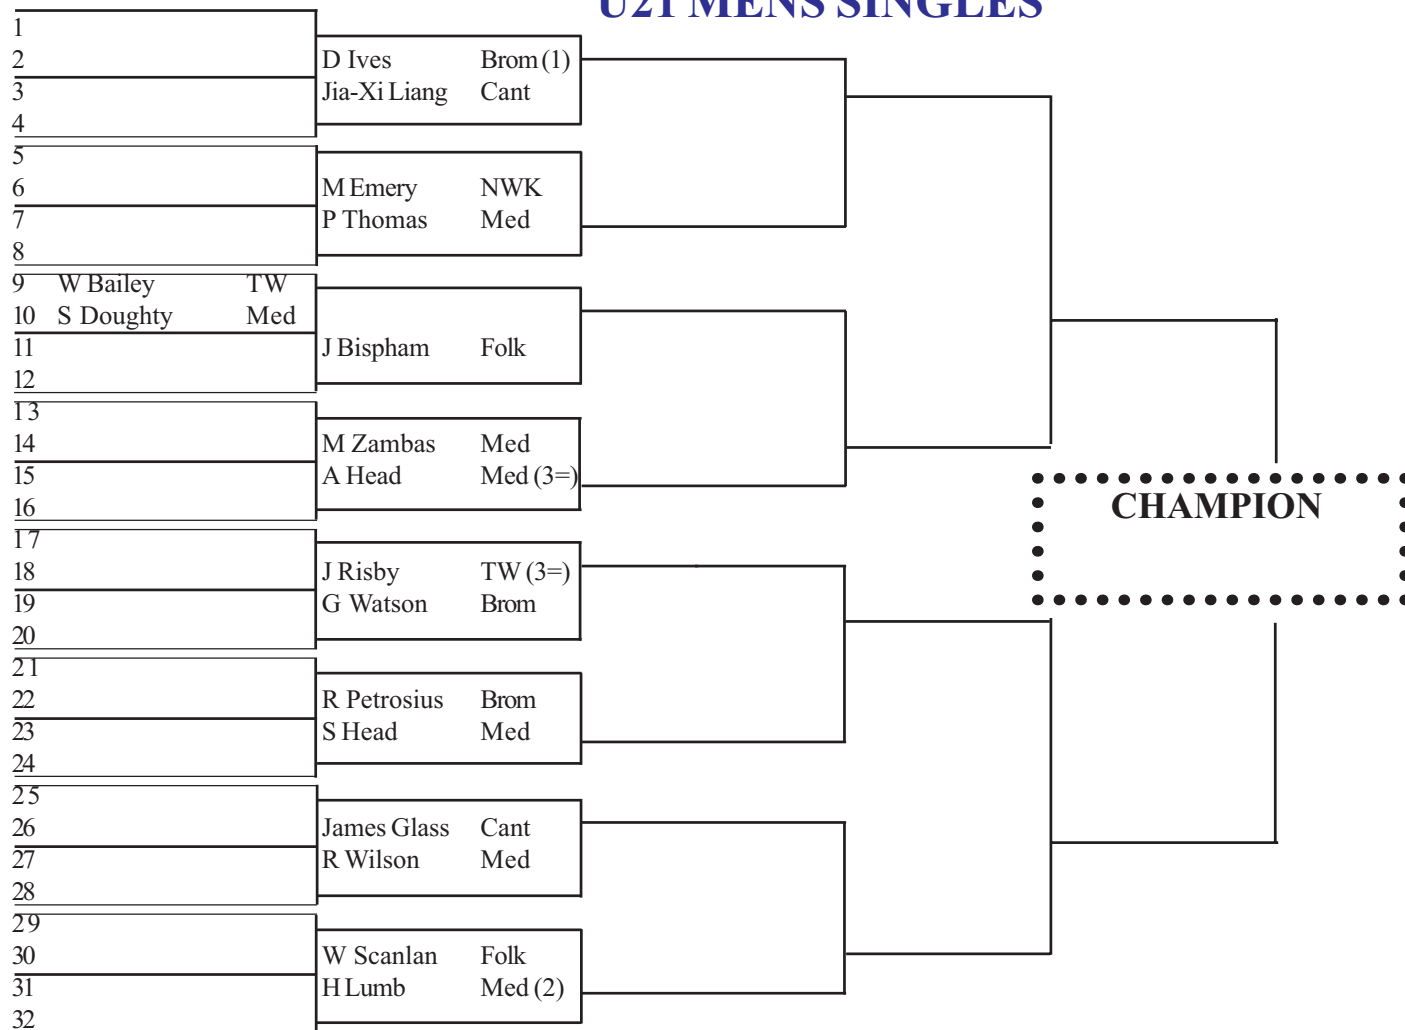 U21 MENS SINGLES
1
2 D Ives Brom (1)
3 Jia-Xi Liang Cant
4
5
6 M Emery NWK
7 P Thomas Med
8
9 W Bailey TW
10 S Doughty Med
11 J Bispham Folk
12
13
14 M Zambas Med
15 A Head Med (3=)
16 CHAMPION
17
18 J Risby TW (3=)
19 G Watson Brom
20
21
22 R Petrosius Brom
23 S Head Med
24
25
26 James Glass Cant
27 R Wilson Med
28
29
30 W Scanlan Folk
31 H Lumb Med (2)
32